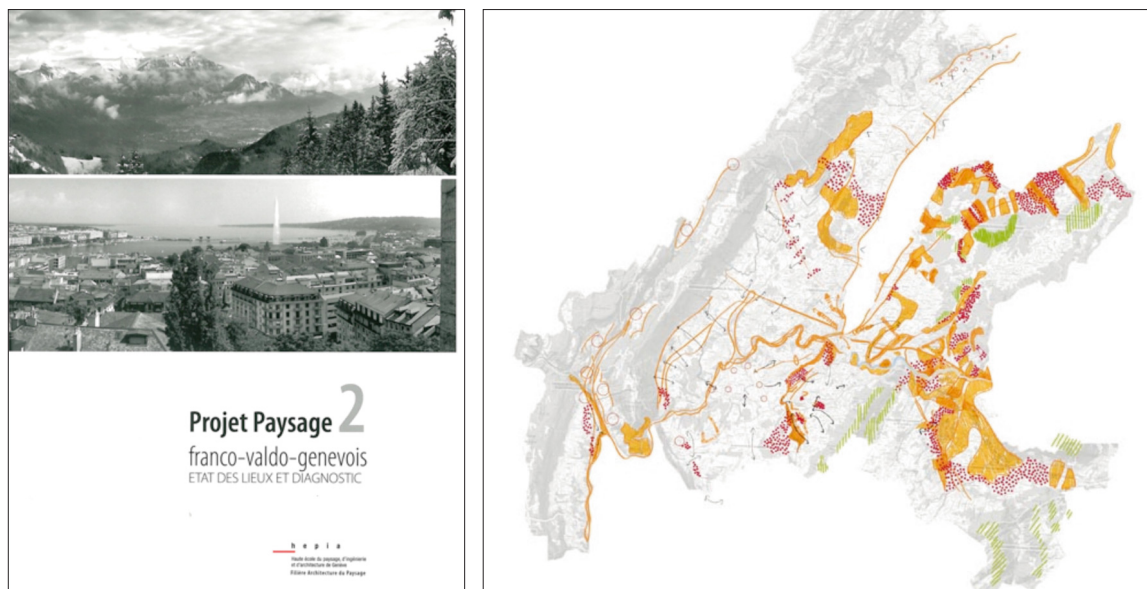 Projet Paysage 2
franco-valdo-genevois
ETAT DES LIEUX ET DIAGNOSTIC
hepia
Haute école du paysage, d'ingénierie
et d'architecture de Genève
Filière Architecture du Paysage